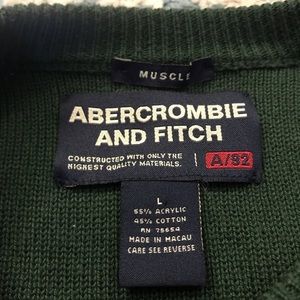 MUSCLE
ABERCROMBIE
AND FITCH
CONSTRUCTED WITH ONLY THE
HIGHEST QUALITY MATERIALS.
A/92
L
55% ACRYLIC
45% COTTON
RN 75654
MADE IN MACAU
CARE SEE REVERSE